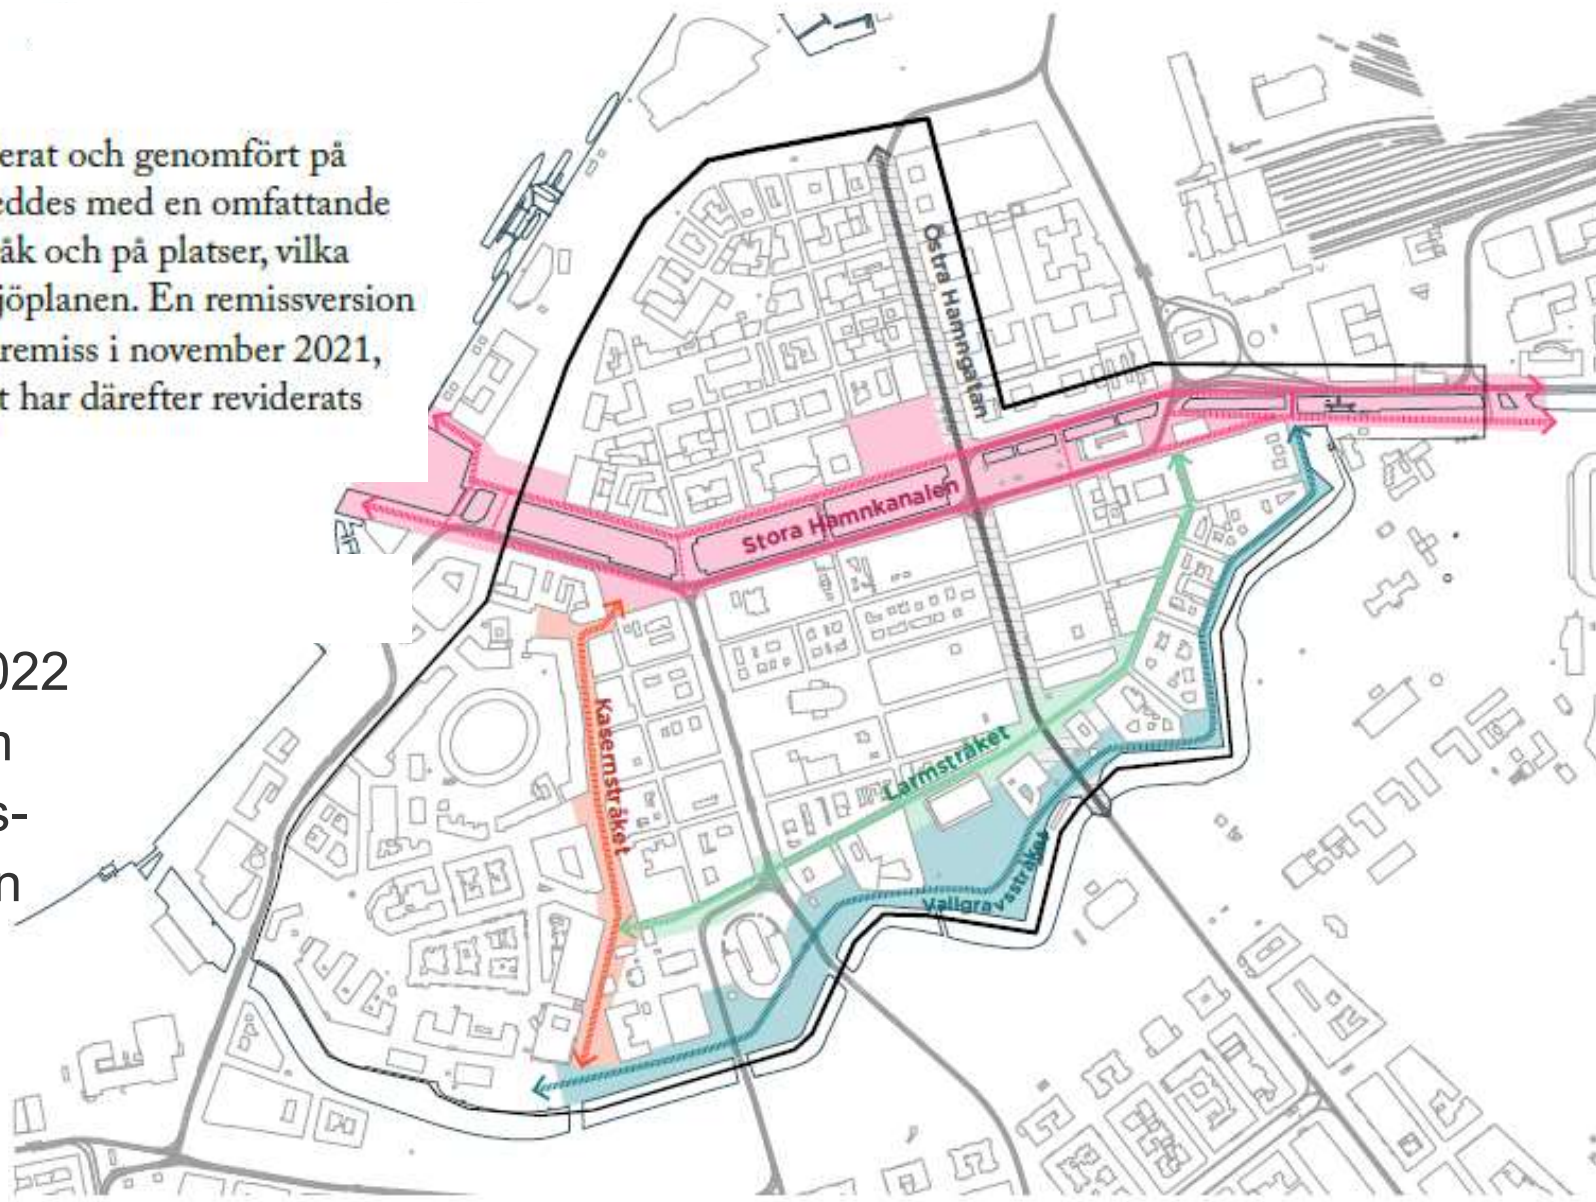 erat och genomfört på
eddes med en omfattande
åk och på platser, vilka
jöplanen. En remissversion
remiss i november 2021,
t har därefter reviderats
022
n
s-
n
Östra Hamngatan
Stora Hamnkanalen
Kasernstråket
Larmstråket
Vallgravsstråket